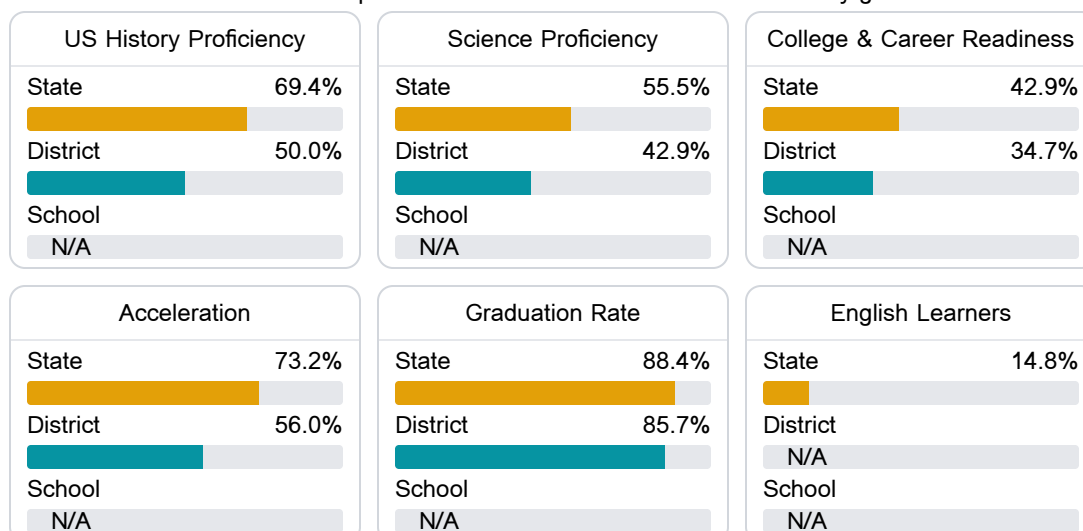 US History Proficiency
State 69.4%
District 50.0%
School
N/A
Science Proficiency
State 55.5%
District 42.9%
School
N/A
College & Career Readiness
State 42.9%
District 34.7%
School
N/A
Acceleration
State 73.2%
District 56.0%
School
N/A
Graduation Rate
State 88.4%
District 85.7%
School
N/A
English Learners
State 14.8%
District
N/A
School
N/A